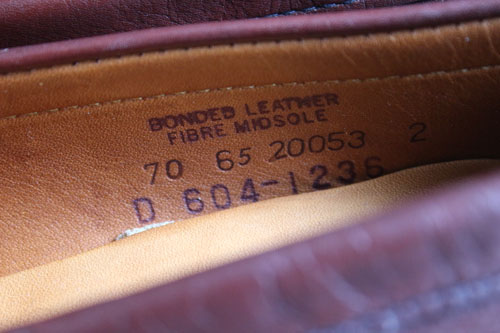 BONDED LEATHER
FIBRE MIDSOLE
70 65 20053 2
D 604-1236